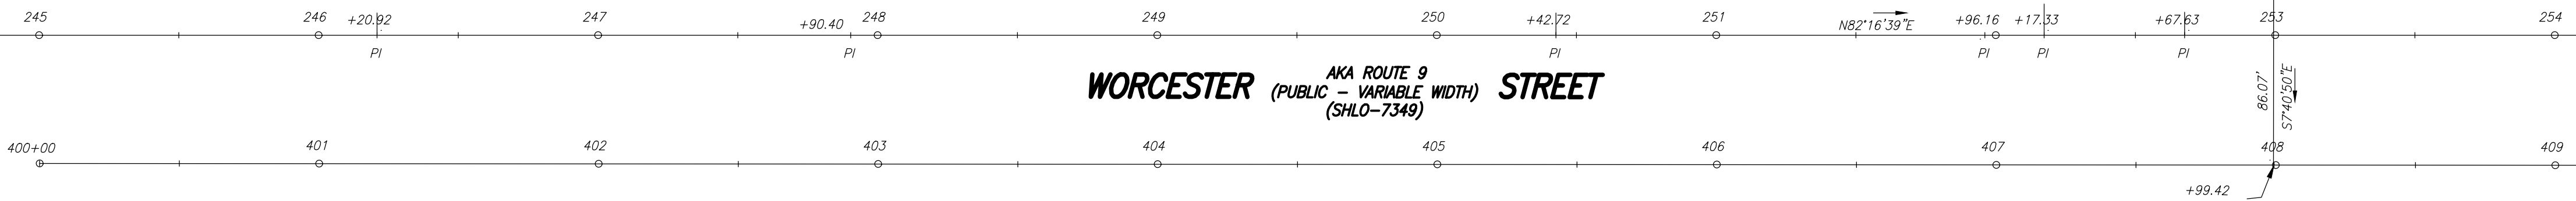 245 246 +20.92 247 +90.40 248 249 250 +42.72 251 N82°16'39"E +96.16 +17.33 +67.63 253 254
PI PI PI PI PI PI
WORCESTER STREET
AKA ROUTE 9
(PUBLIC - VARIABLE WIDTH)
(SHLO-7349)
86.07'
S7°40'50"E
400+00 401 402 403 404 405 406 407 408 409
+99.42